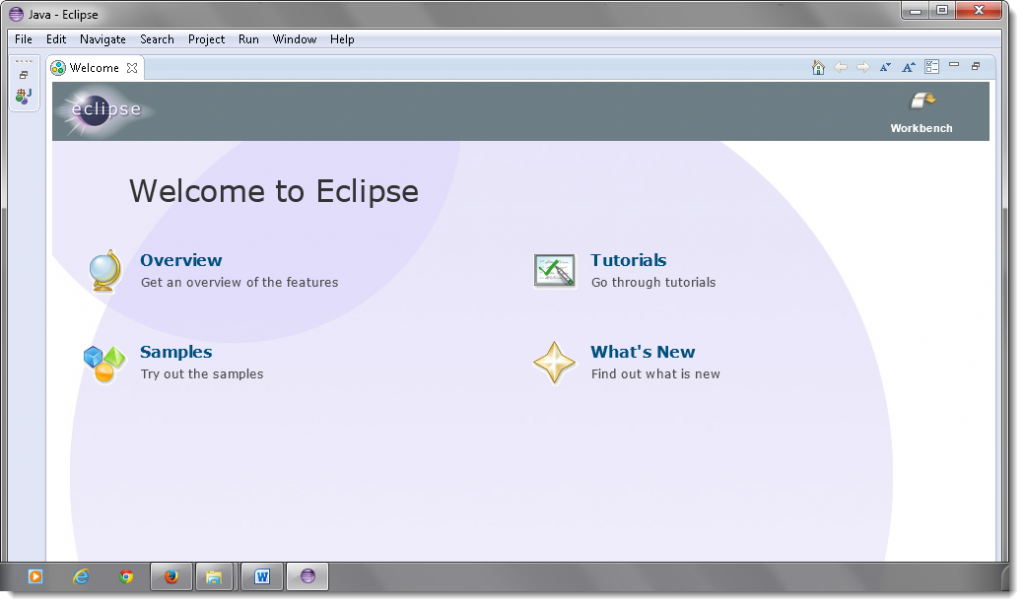 Java - Eclipse
File Edit Navigate Search Project Run Window Help
Welcome
eclipse
Workbench
Welcome to Eclipse
Overview
Get an overview of the features
Tutorials
Go through tutorials
Samples
Try out the samples
What's New
Find out what is new